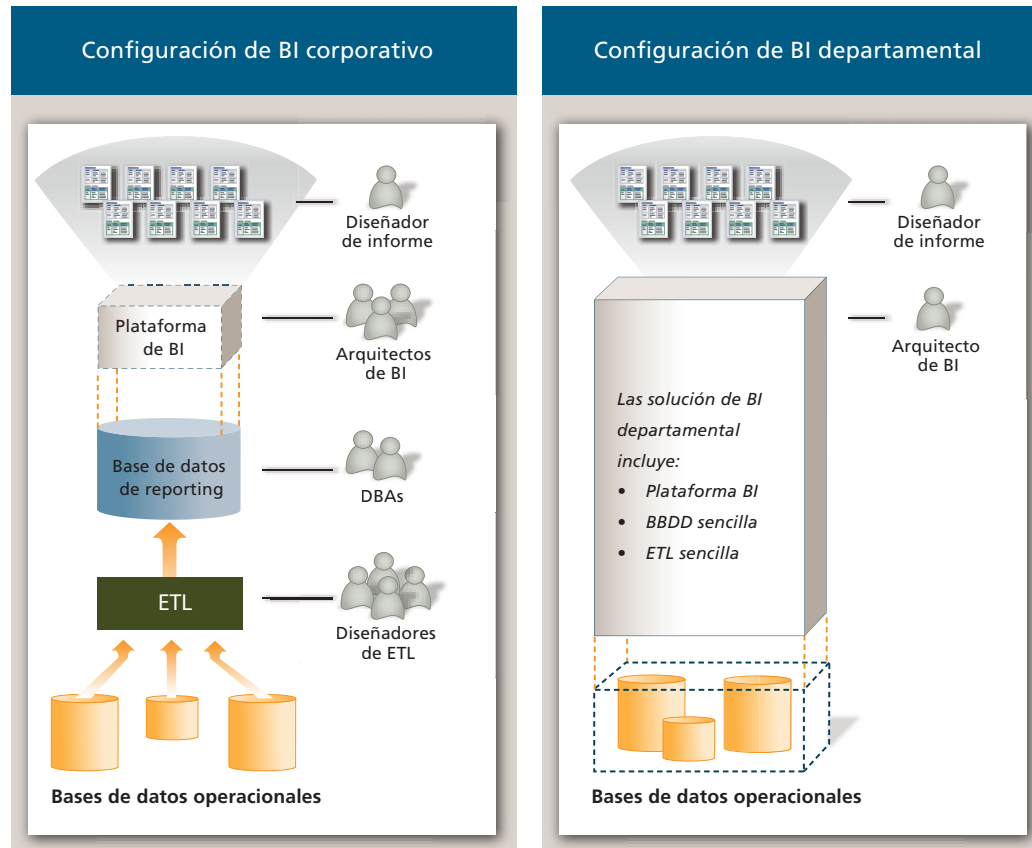 Configuración de BI corporativo
Diseñador
de informe
Plataforma
de BI
Arquitectos
de BI
Base de datos
de reporting
DBAs
ETL
Diseñadores
de ETL
Bases de datos operacionales
Configuración de BI departamental
Diseñador
de informe
Arquitecto
de BI
Las solución de BI
departamental
incluye:
• Plataforma BI
• BBDD sencilla
• ETL sencilla
Bases de datos operacionales